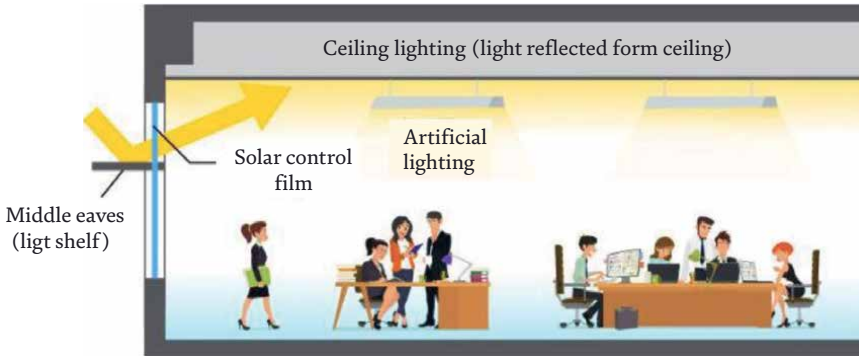 Ceiling lighting (light reflected form ceiling)
Artificial
lighting
Solar control
film
Middle eaves
(ligt shelf)